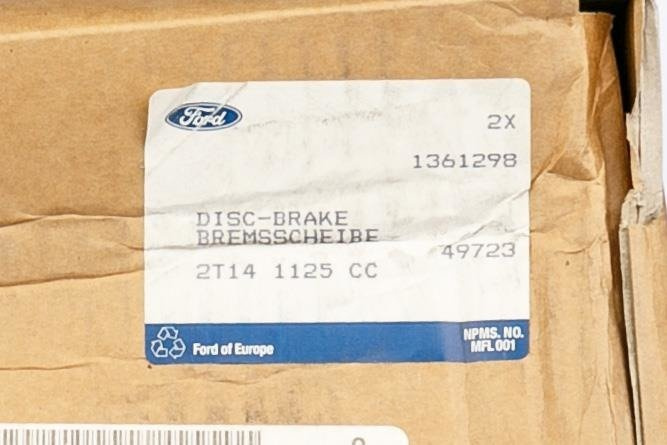 Ford
2X
1361298
DISC-BRAKE
BREMSSCHEIBE
49723
2T14 1125 CC
Ford of Europe
NPMS. NO.
MFL 001